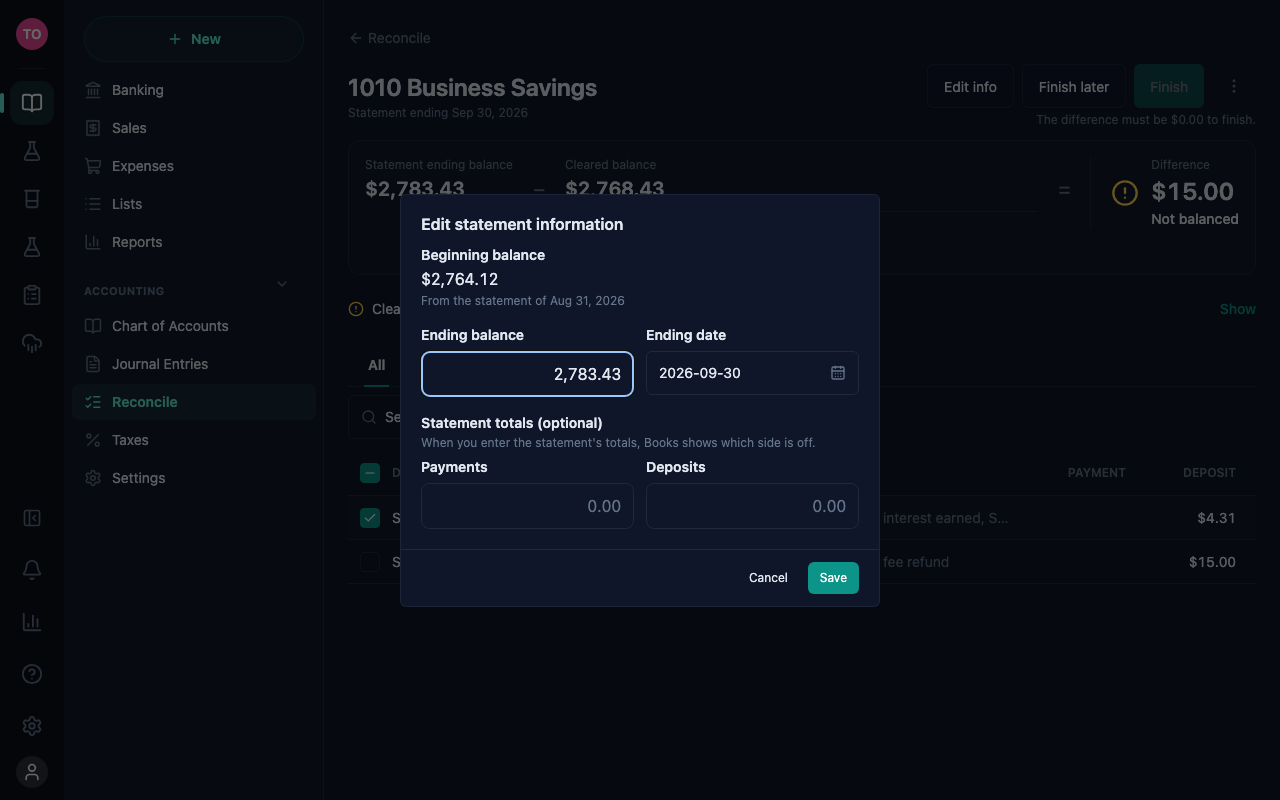 TO
New
Banking
Sales
Expenses
Lists
Reports
ACCOUNTING
Chart of Accounts
Journal Entries
Reconcile
Taxes
Settings
Reconcile
1010 Business Savings
Statement ending Sep 30, 2026
Edit info
Finish later
Finish
The difference must be $0.00 to finish.
Statement ending balance
$2,783.43
–
Cleared balance
$2,768.43
=
Difference
$15.00
Not balanced
Show
All
PAYMENT
DEPOSIT
interest earned, S...
$4.31
fee refund
$15.00
Edit statement information
Beginning balance
$2,764.12
From the statement of Aug 31, 2026
Ending balance
Ending date
2,783.43
2026-09-30
Statement totals (optional)
When you enter the statement's totals, Books shows which side is off.
Payments
Deposits
0.00
0.00
Cancel
Save